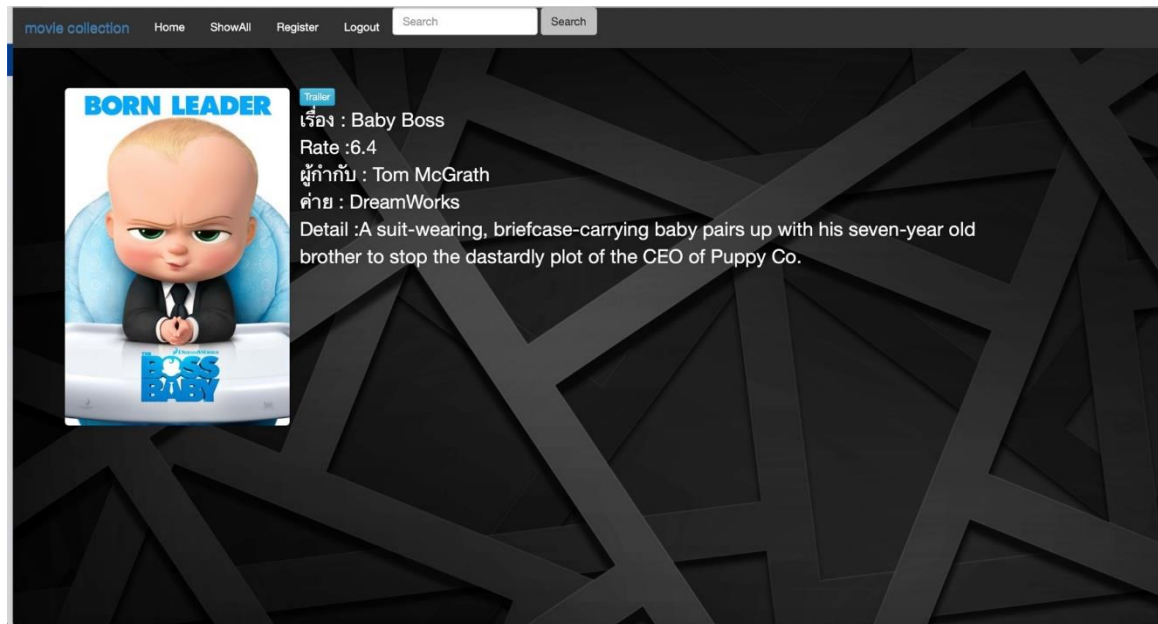 movie collection Home ShowAll Register Logout Search Search
BORN LEADER
THE
DREAMWORKS
BOSS
BABY
Trailer
เรื่อง : Baby Boss
Rate :6.4
ผู้กำกับ : Tom McGrath
ค่าย : DreamWorks
Detail :A suit-wearing, briefcase-carrying baby pairs up with his seven-year old
brother to stop the dastardly plot of the CEO of Puppy Co.